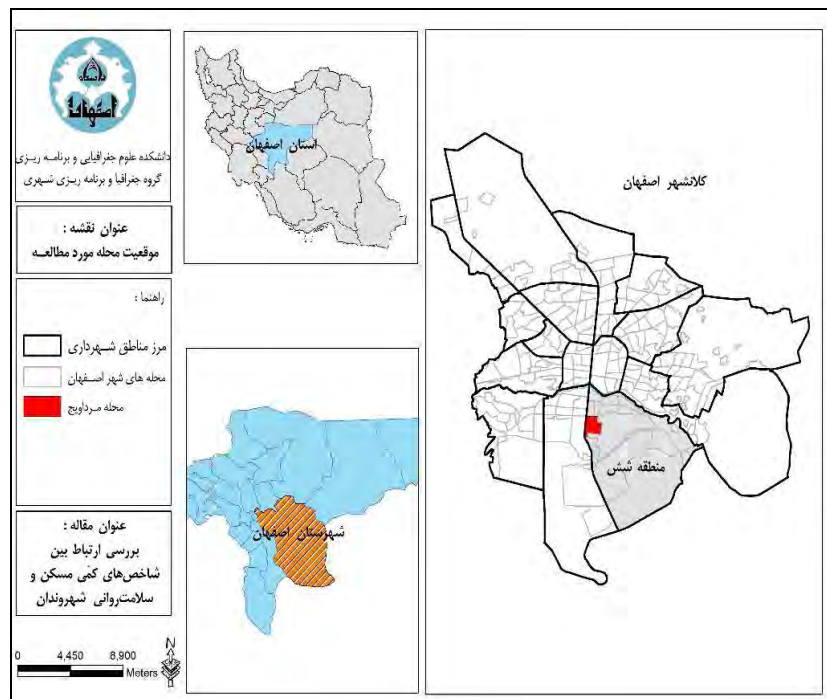 دانشگاه
اصفهان
دانشکده علوم جغرافیایی و برنامه ریزی
گروه جغرافیا و برنامه ریزی شهری
عنوان نقشه :
موقعیت محله مورد مطالعه
راهنما :
مرز مناطق شهرداری
محله های شهر اصفهان
محله مرداویج
عنوان مقاله :
بررسی ارتباط بین
شاخص‌های کمی مسکن و
سلامت‌روانی شهروندان
0 4,450 8,900
Meters
N
استان اصفهان
شهرستان اصفهان
کلانشهر اصفهان
منطقه شش